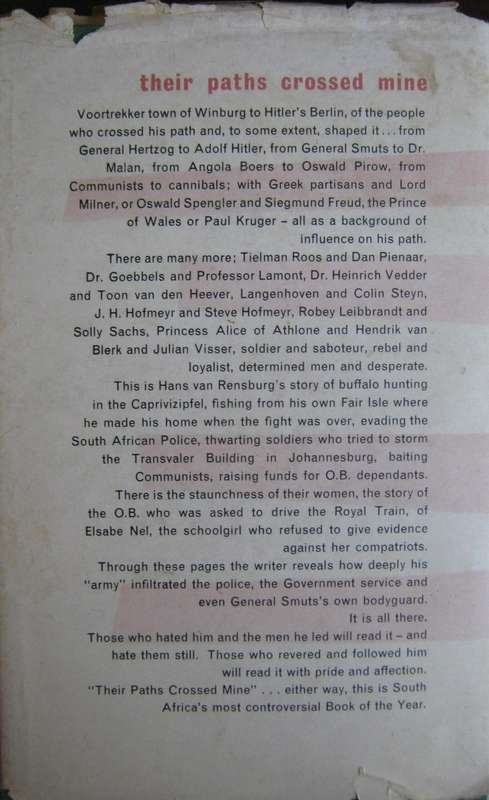 their paths crossed mine
Voortrekker town of Winburg to Hitler's Berlin, of the people
who crossed his path and, to some extent, shaped it . . . from
General Hertzog to Adolf Hitler, from General Smuts to Dr.
Malan, from Angola Boers to Oswald Pirow, from
Communists to cannibals; with Greek partisans and Lord
Milner, or Oswald Spengler and Siegmund Freud, the Prince
of Wales or Paul Kruger – all as a background of
influence on his path.
There are many more; Tielman Roos and Dan Pienaar,
Dr. Goebbels and Professor Lamont, Dr. Heinrich Vedder
and Toon van den Heever, Langenhoven and Colin Steyn,
J. H. Hofmeyr and Steve Hofmeyr, Robey Leibbrandt and
Solly Sachs, Princess Alice of Athlone and Hendrik van
Blerk and Julian Visser, soldier and saboteur, rebel and
loyalist, determined men and desperate.
This is Hans van Rensburg's story of buffalo hunting
in the Caprivizipfel, fishing from his own Fair Isle where
he made his home when the fight was over, evading the
South African Police, thwarting soldiers who tried to storm
the Transvaler Building in Johannesburg, baiting
Communists, raising funds for O.B. dependants.
There is the staunchness of their women, the story of
the O.B. who was asked to drive the Royal Train, of
Elsabe Nel, the schoolgirl who refused to give evidence
against her compatriots.
Through these pages the writer reveals how deeply his
"army" infiltrated the police, the Government service and
even General Smuts's own bodyguard.
It is all there.
Those who hated him and the men he led will read it – and
hate them still. Those who revered and followed him
will read it with pride and affection.
"Their Paths Crossed Mine" . . . either way, this is South
Africa's most controversial Book of the Year.